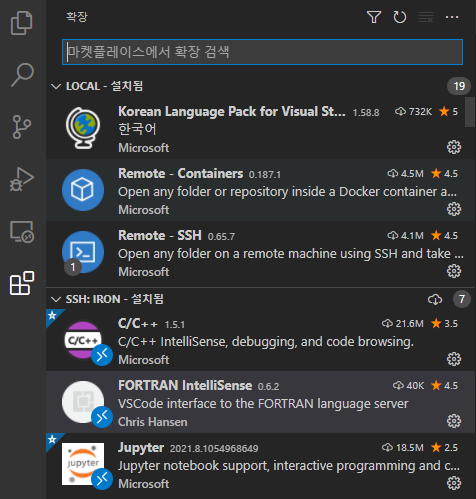 확장
마켓플레이스에서 확장 검색
LOCAL - 설치됨 19
Korean Language Pack for Visual St... 1.58.8 732K ★ 5
한국어
Microsoft
Remote - Containers 0.187.1 4.5M ★ 4.5
Open any folder or repository inside a Docker container a...
Microsoft
Remote - SSH 0.65.7 4.1M ★ 4.5
Open any folder on a remote machine using SSH and take ...
1
Microsoft
SSH: IRON - 설치됨 7
C/C++
C/C++ 1.5.1 21.6M ★ 3.5
C/C++ IntelliSense, debugging, and code browsing.
Microsoft
FORTRAN IntelliSense 0.6.2 40K ★ 4.5
VSCode interface to the FORTRAN language server
Chris Hansen
jupyter
Jupyter 2021.8.1054968649 18.5M ★ 2.5
Jupyter notebook support, interactive programming and c...
Microsoft